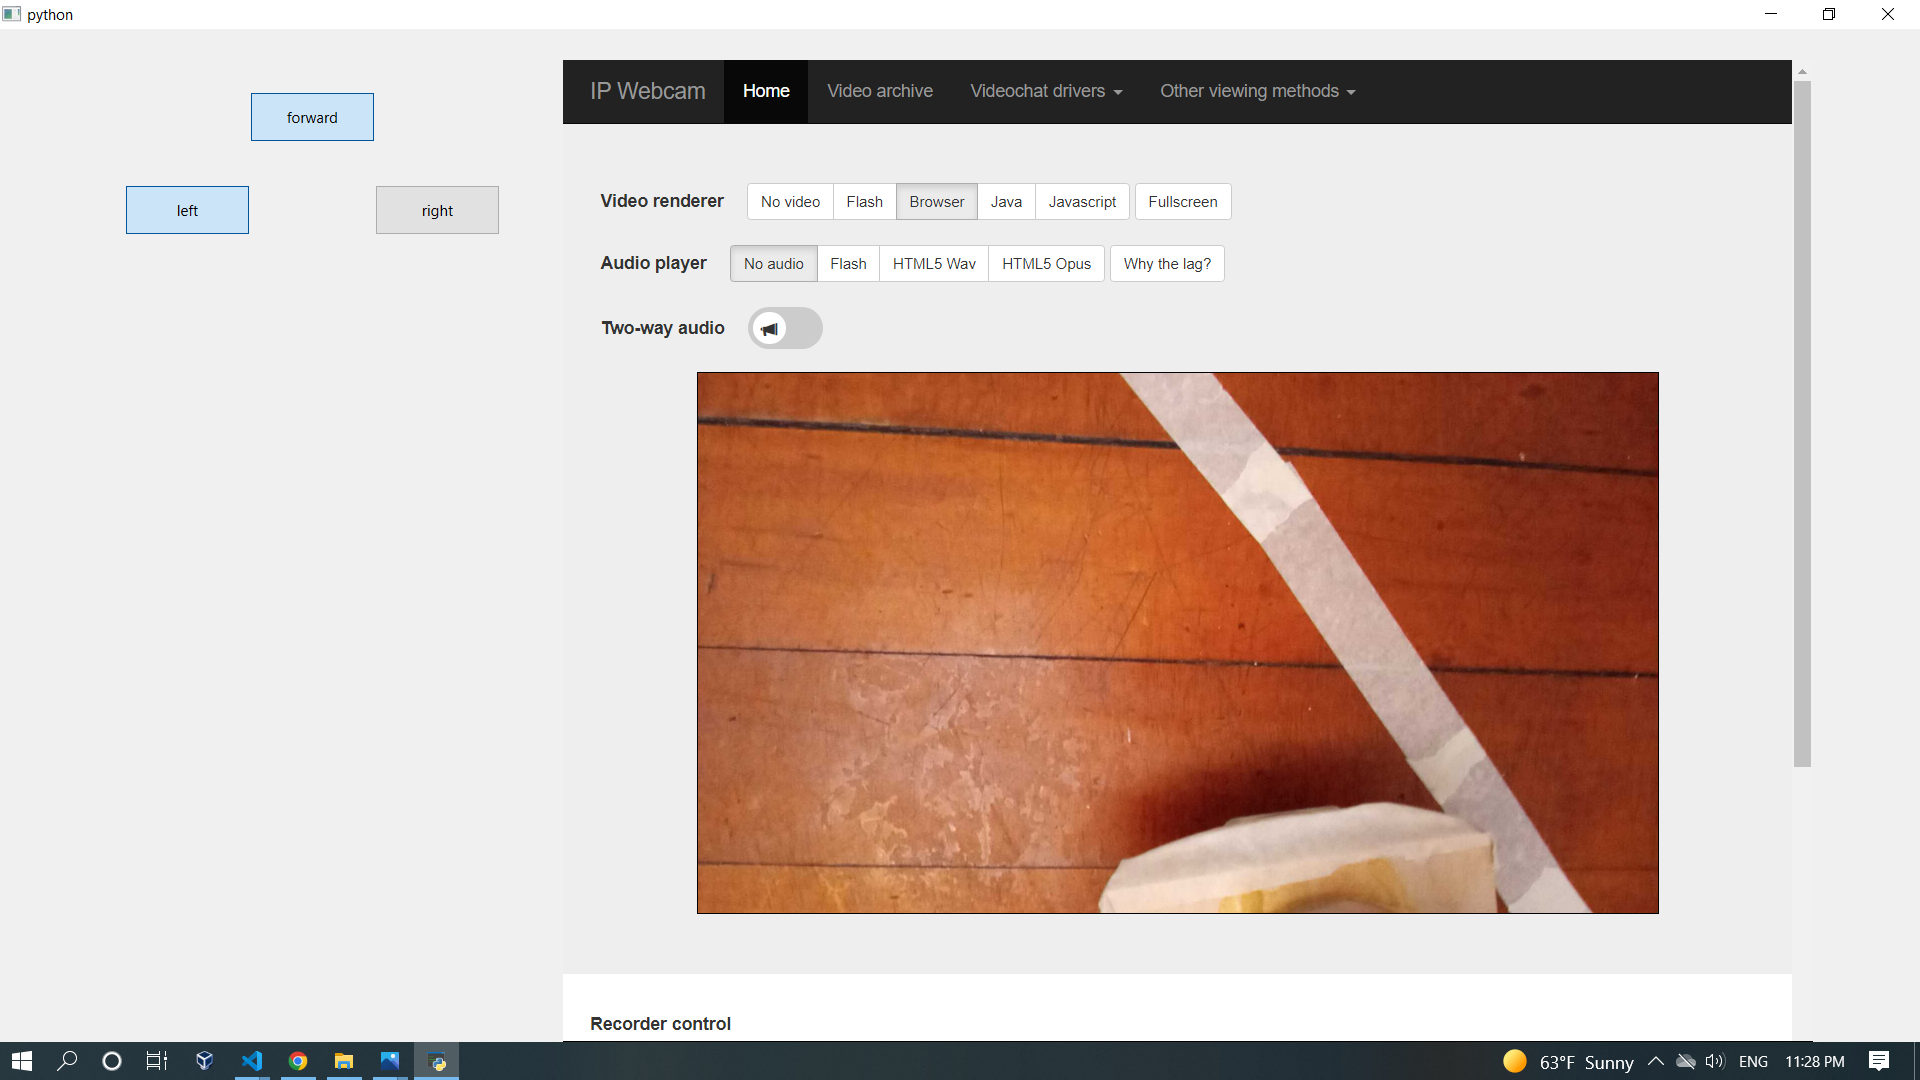 python
forward
left
right
IP Webcam Home Video archive Videochat drivers Other viewing methods
Video renderer No video Flash Browser Java Javascript Fullscreen
Audio player No audio Flash HTML5 Wav HTML5 Opus Why the lag?
Two-way audio
Recorder control
63°F Sunny ENG 11:28 PM